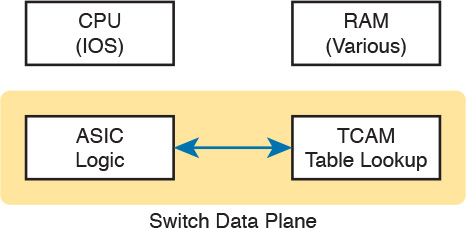 CPU
(IOS)
RAM
(Various)
ASIC
Logic
TCAM
Table Lookup
Switch Data Plane